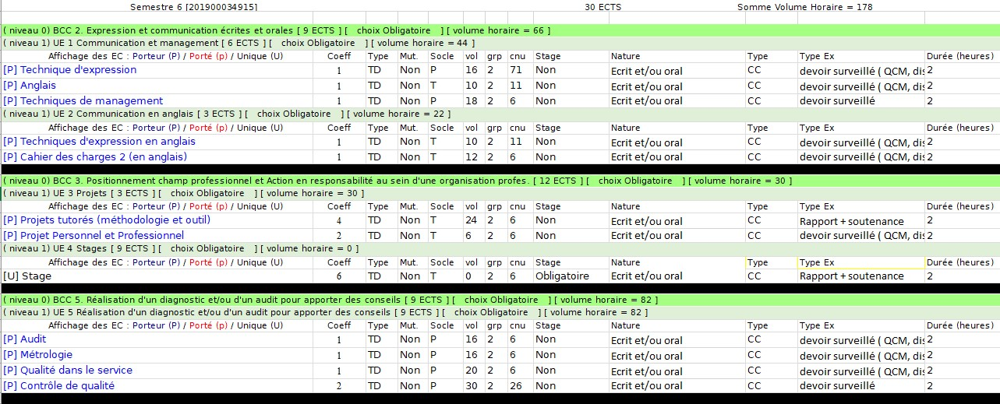 Semestre 6 [201900034915] 30 ECTS Somme Volume Horaire = 178
( niveau 0) BCC 2. Expression et communication écrites et orales [ 9 ECTS ] [ choix Obligatoire ] [ volume horaire = 66 ]
( niveau 1) UE 1 Communication et management [ 6 ECTS ] [ choix Obligatoire ] [ volume horaire = 44 ]
Affichage des EC : Porteur (P) / Porté (p) / Unique (U) Coeff Type Mut. Socle vol grp cnu Stage Nature Type Type Ex Durée (heures)
[P] Technique d'expression 1 TD Non P 16 2 71 Non Ecrit et/ou oral CC devoir surveillé ( QCM, dis 2
[P] Anglais 1 TD Non T 10 2 11 Non Ecrit et/ou oral CC devoir surveillé ( QCM, dis 2
[P] Techniques de management 1 TD Non P 18 2 6 Non Ecrit et/ou oral CC devoir surveillé 2
( niveau 1) UE 2 Communication en anglais [ 3 ECTS ] [ choix Obligatoire ] [ volume horaire = 22 ]
Affichage des EC : Porteur (P) / Porté (p) / Unique (U) Coeff Type Mut. Socle vol grp cnu Stage Nature Type Type Ex Durée (heures)
[P] Techniques d'expression en anglais 1 TD Non T 10 2 11 Non Ecrit et/ou oral CC devoir surveillé ( QCM, dis 2
[P] Cahier des charges 2 (en anglais) 1 TD Non T 12 2 6 Non Ecrit et/ou oral CC devoir surveillé ( QCM, dis 2
( niveau 0) BCC 3. Positionnement champ professionnel et Action en responsabilité au sein d'une organisation profes. [ 12 ECTS ] [ choix Obligatoire ] [ volume horaire = 30 ]
( niveau 1) UE 3 Projets [ 3 ECTS ] [ choix Obligatoire ] [ volume horaire = 30 ]
Affichage des EC : Porteur (P) / Porté (p) / Unique (U) Coeff Type Mut. Socle vol grp cnu Stage Nature Type Type Ex Durée (heures)
[P] Projets tutorés (méthodologie et outil) 4 TD Non T 24 2 6 Non Ecrit et/ou oral CC Rapport + soutenance 2
[P] Projet Personnel et Professionnel 2 TD Non T 6 2 6 Non Ecrit et/ou oral CC devoir surveillé ( QCM, dis 2
( niveau 1) UE 4 Stages [ 9 ECTS ] [ choix Obligatoire ] [ volume horaire = 0 ]
Affichage des EC : Porteur (P) / Porté (p) / Unique (U) Coeff Type Mut. Socle vol grp cnu Stage Nature Type Type Ex Durée (heures)
[U] Stage 6 TD Non T 0 2 6 Obligatoire Ecrit et/ou oral CC Rapport + soutenance 2
( niveau 0) BCC 5. Réalisation d'un diagnostic et/ou d'un audit pour apporter des conseils [ 9 ECTS ] [ choix Obligatoire ] [ volume horaire = 82 ]
( niveau 1) UE 5 Réalisation d'un diagnostic et/ou d'un audit pour apporter des conseils [ 9 ECTS ] [ choix Obligatoire ] [ volume horaire = 82 ]
Affichage des EC : Porteur (P) / Porté (p) / Unique (U) Coeff Type Mut. Socle vol grp cnu Stage Nature Type Type Ex Durée (heures)
[P] Audit 1 TD Non P 16 2 6 Non Ecrit et/ou oral CC devoir surveillé ( QCM, dis 2
[P] Métrologie 1 TD Non P 16 2 6 Non Ecrit et/ou oral CC devoir surveillé ( QCM, dis 2
[P] Qualité dans le service 1 TD Non P 20 2 6 Non Ecrit et/ou oral CC devoir surveillé ( QCM, dis 2
[P] Contrôle de qualité 2 TD Non P 30 2 26 Non Ecrit et/ou oral CC devoir surveillé 2